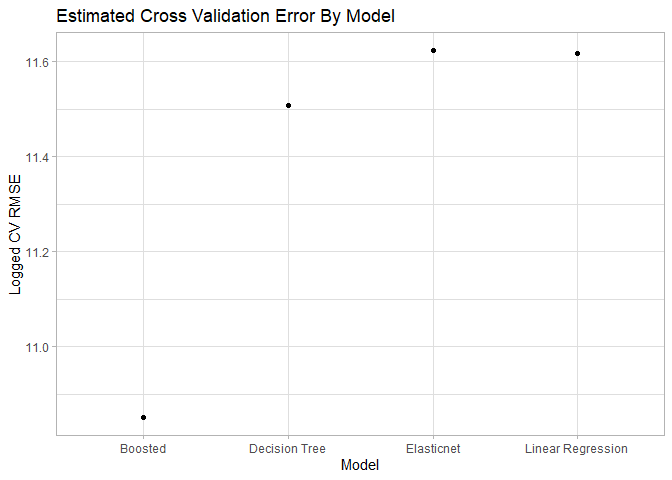 Estimated Cross Validation Error By Model
Logged CV RMSE
11.6
11.4
11.2
11.0
Boosted
Decision Tree
Elasticnet
Linear Regression
Model